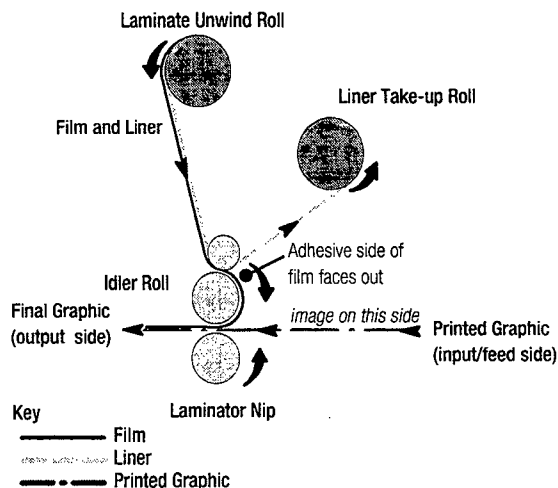 Laminate Unwind Roll
Liner Take-up Roll
Film and Liner
Adhesive side of
film faces out
Idler Roll
Final Graphic
(output side)
image on this side
Printed Graphic
(input/feed side)
Laminator Nip
Key
Film
Liner
Printed Graphic